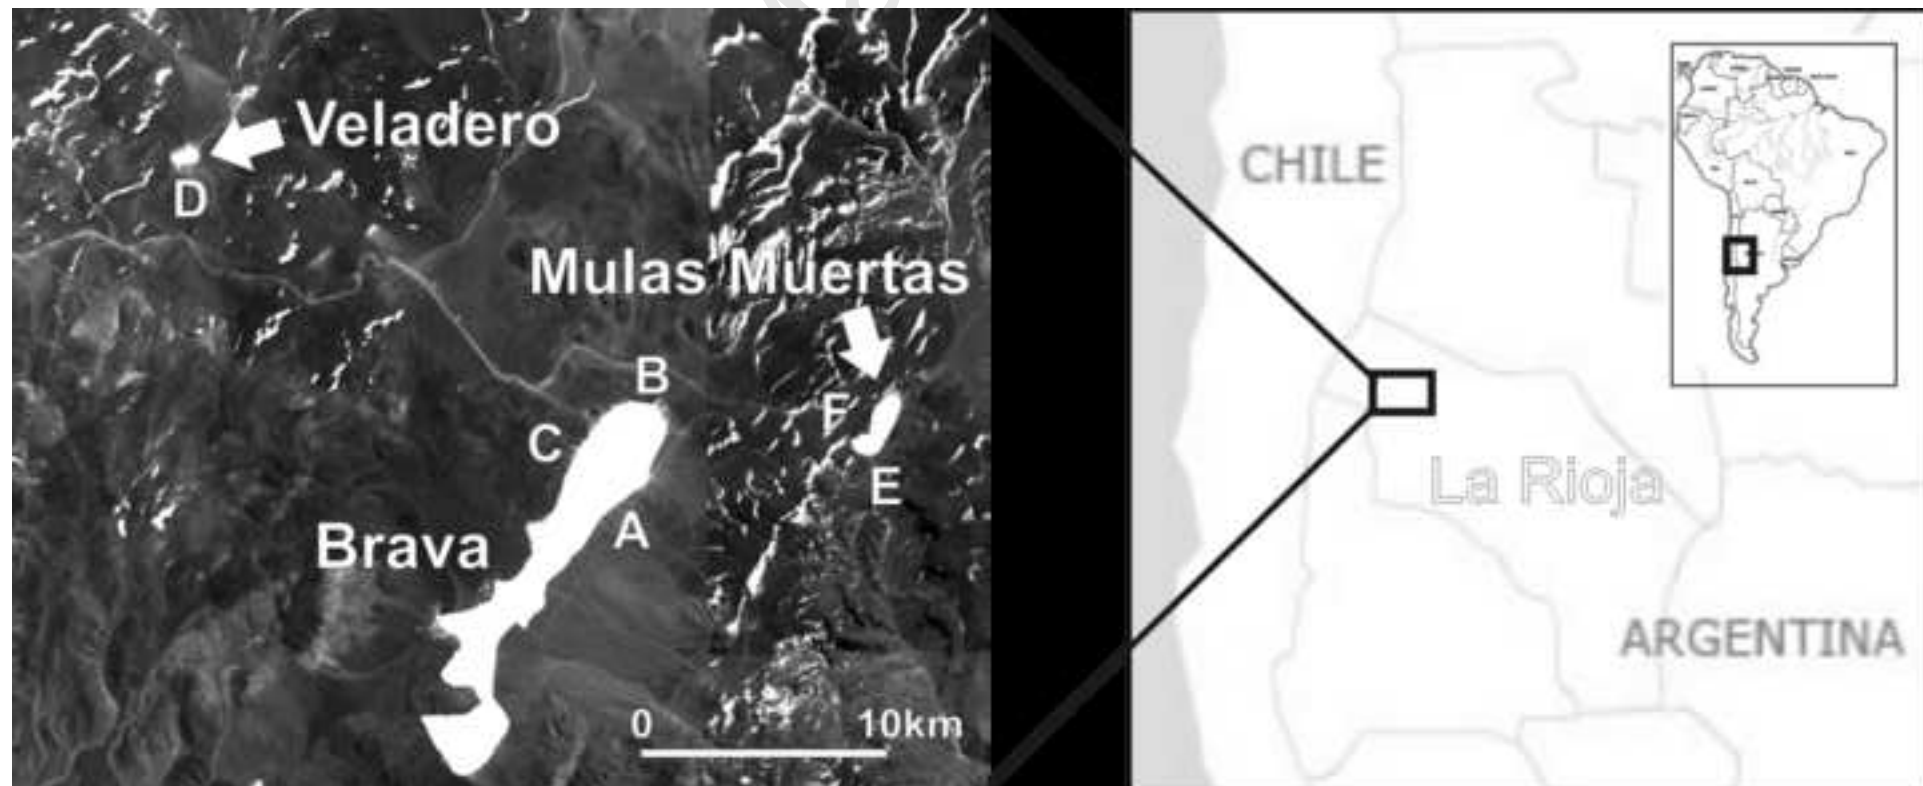 Veladero
D
Mulas Muertas
B
F
C
E
A
Brava
0 10km
CHILE
La Rioja
ARGENTINA